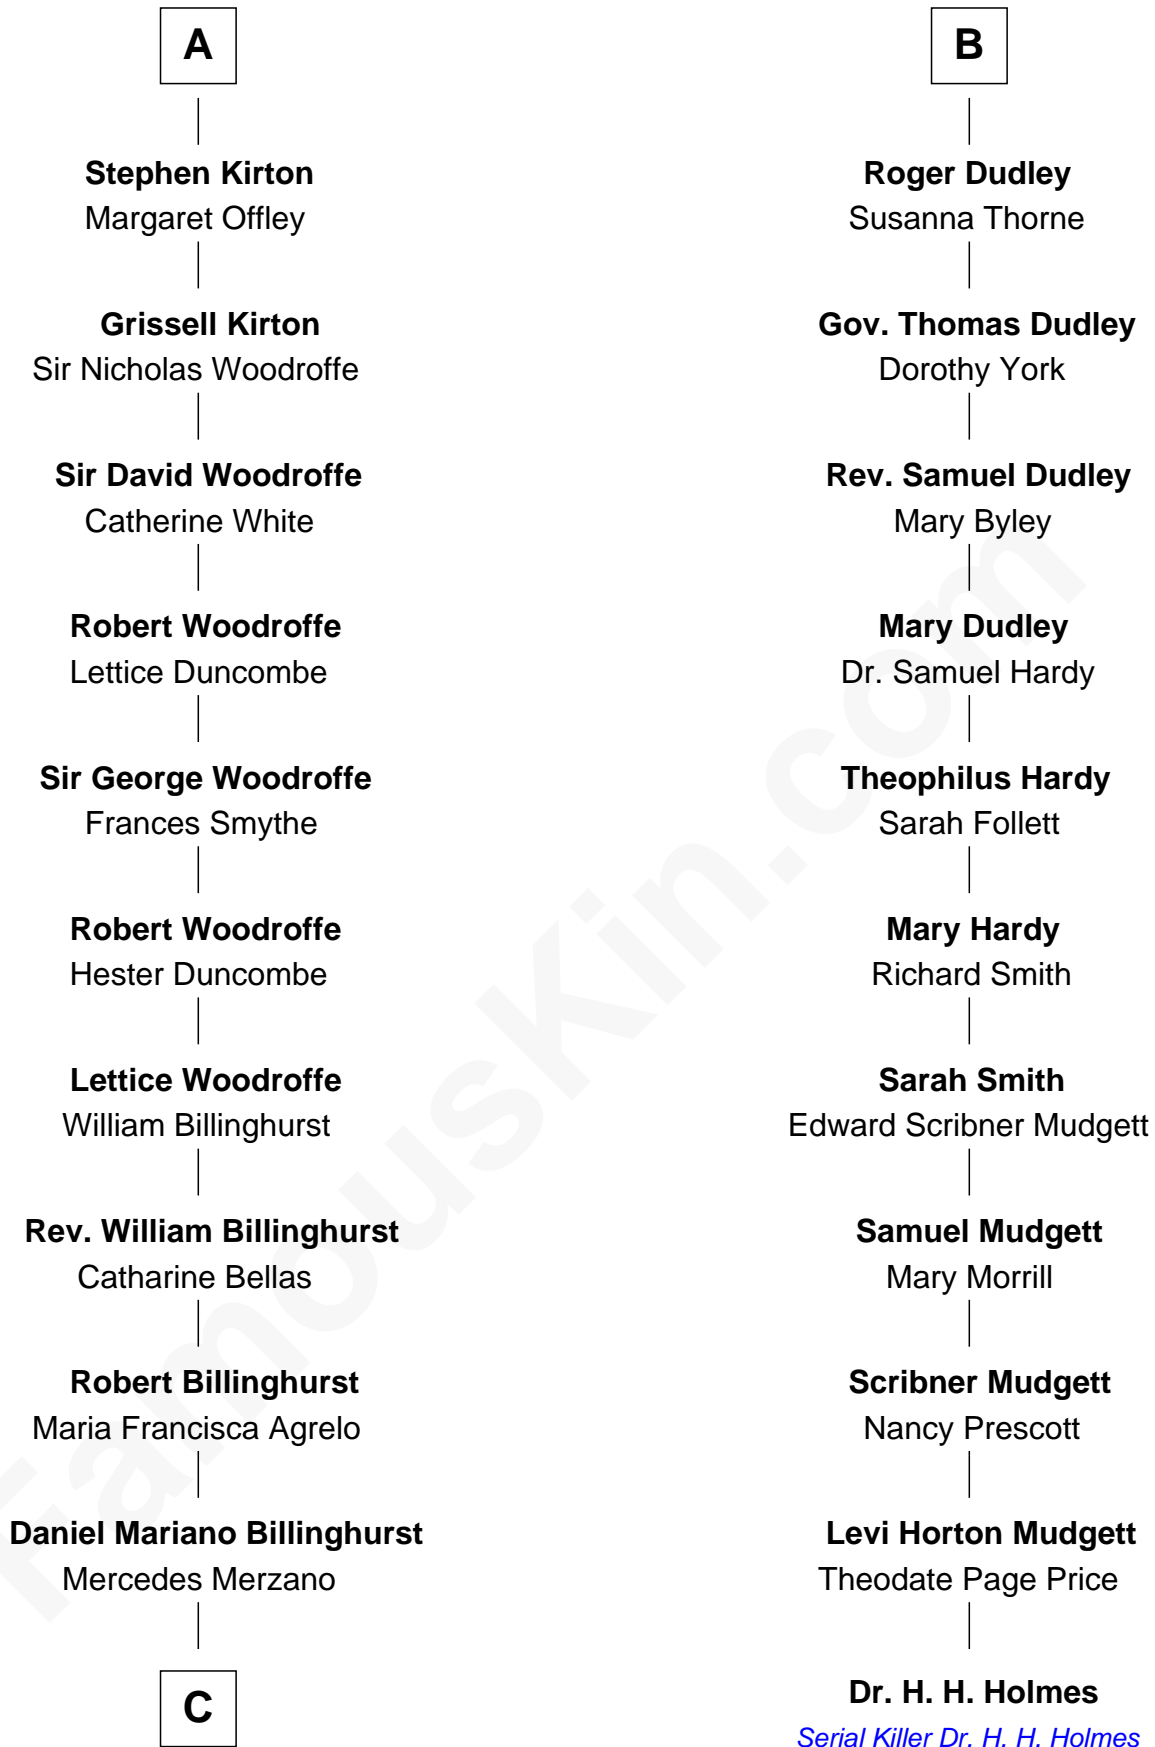 A
Stephen Kirton
Margaret Offley
Grissell Kirton
Sir Nicholas Woodroffe
Sir David Woodroffe
Catherine White
Robert Woodroffe
Lettice Duncombe
Sir George Woodroffe
Frances Smythe
Robert Woodroffe
Hester Duncombe
Lettice Woodroffe
William Billinghurst
Rev. William Billinghurst
Catharine Bellas
Robert Billinghurst
Maria Francisca Agrelo
Daniel Mariano Billinghurst
Mercedes Merzano
C
B
Roger Dudley
Susanna Thorne
Gov. Thomas Dudley
Dorothy York
Rev. Samuel Dudley
Mary Byley
Mary Dudley
Dr. Samuel Hardy
Theophilus Hardy
Sarah Follett
Mary Hardy
Richard Smith
Sarah Smith
Edward Scribner Mudgett
Samuel Mudgett
Mary Morrill
Scribner Mudgett
Nancy Prescott
Levi Horton Mudgett
Theodate Page Price
Dr. H. H. Holmes
Serial Killer Dr. H. H. Holmes
FamousKin.com